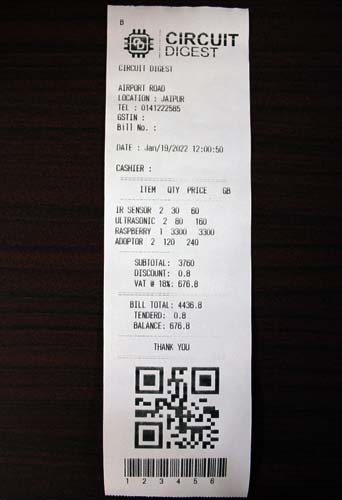 B
CIRCUIT
DIGEST
CIRCUIT DIGEST
AIRPORT ROAD
LOCATION : JAIPUR
TEL : 0141222585
GSTIN :
Bill No. :
DATE : Jan/19/2022 12:00:50
CASHIER :
ITEM QTY PRICE GB
IR SENSOR 2 30 60
ULTRASONIC 2 80 160
RASPBERRY 1 3300 3300
ADOPTOR 2 120 240
SUBTOTAL: 3760
DISCOUNT: 0.8
VAT @ 18%: 676.8
BILL TOTAL: 4436.8
TENDERD: 0.8
BALANCE: 676.8
THANK YOU
1 2 3 4 5 6